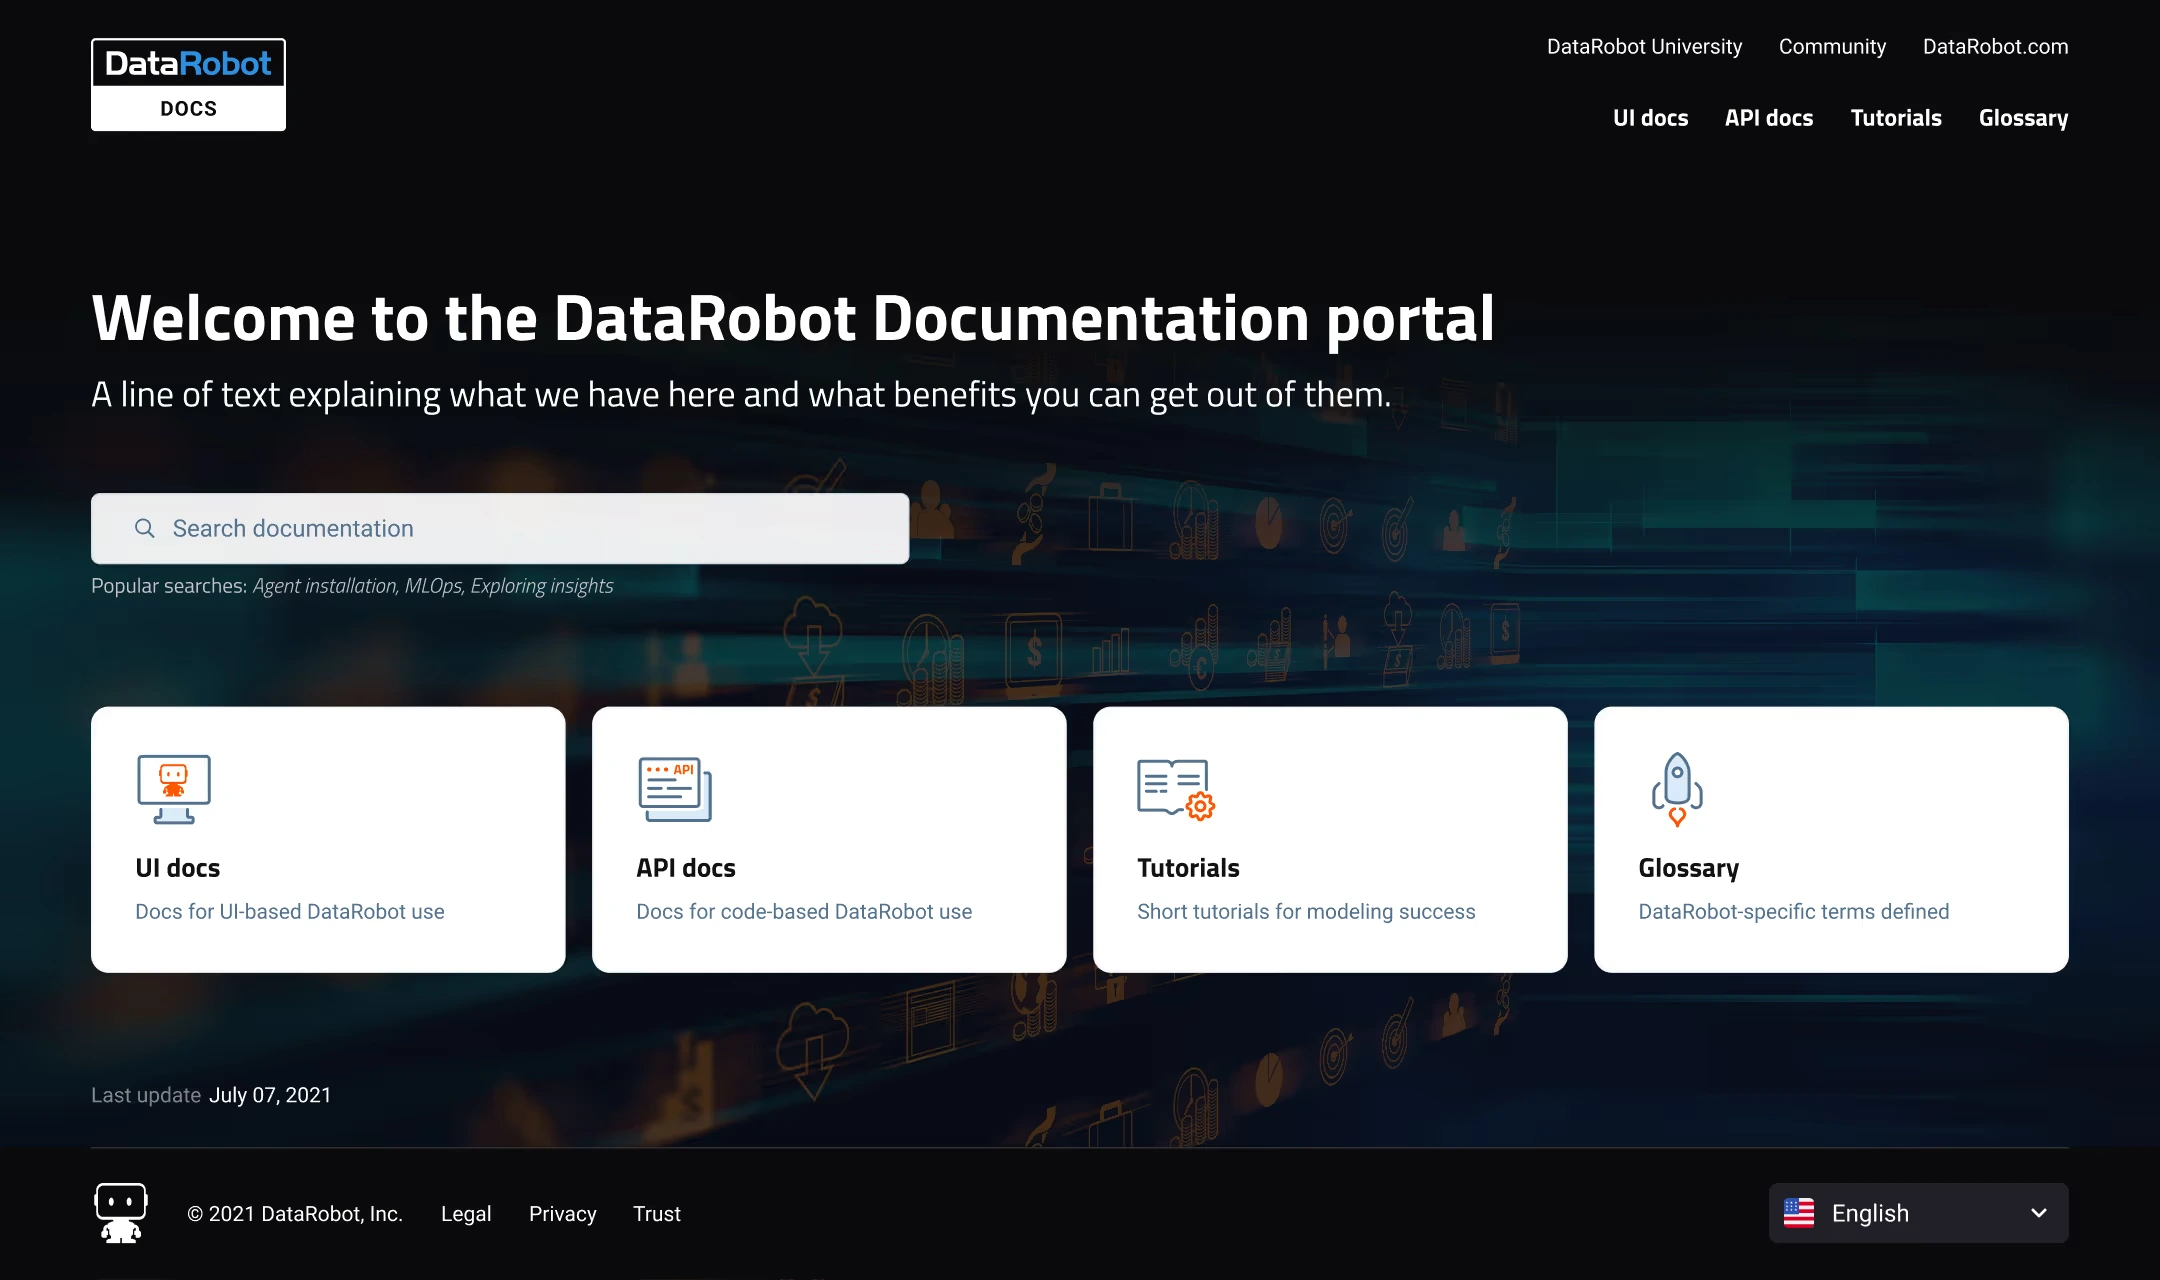 DataRobot
DOCS
DataRobot University Community DataRobot.com
UI docs API docs Tutorials Glossary
Welcome to the DataRobot Documentation portal
A line of text explaining what we have here and what benefits you can get out of them.
Search documentation
Popular searches: Agent installation, MLOps, Exploring insights
API
UI docs
Docs for UI-based DataRobot use
API docs
Docs for code-based DataRobot use
Tutorials
Short tutorials for modeling success
Glossary
DataRobot-specific terms defined
Last update July 07, 2021
© 2021 DataRobot, Inc. Legal Privacy Trust
English